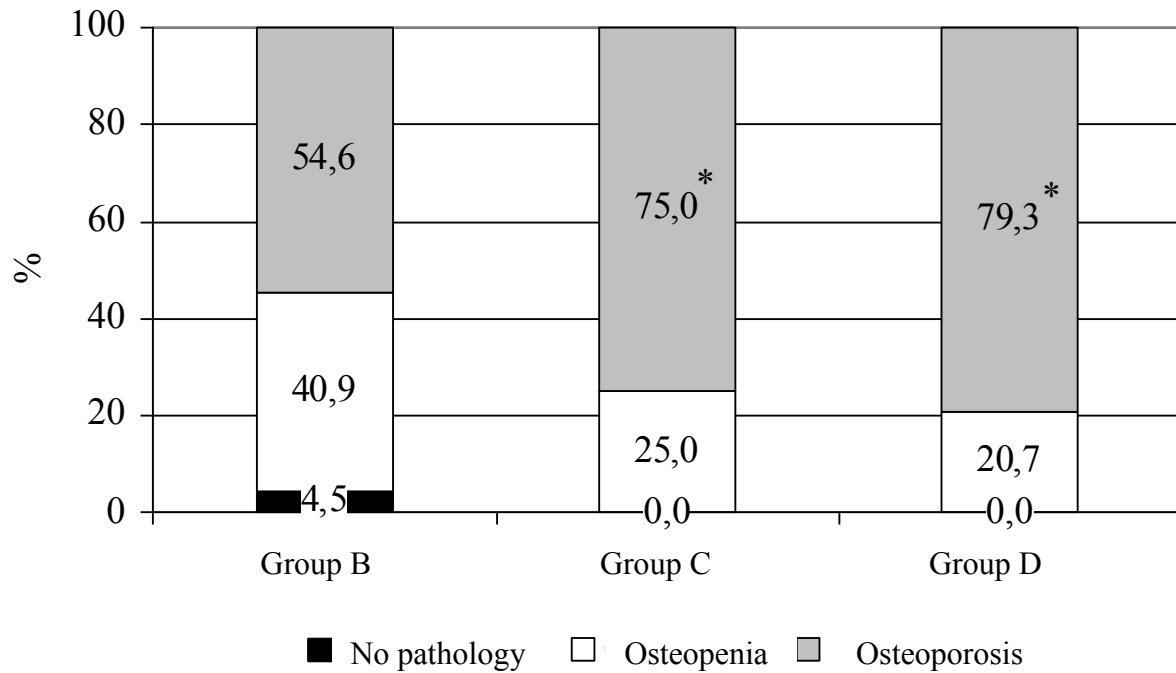 100
80
60
40
20
0
%
54,6
40,9
4,5
75,0*
25,0
0,0
79,3*
20,7
0,0
Group B
Group C
Group D
No pathology
Osteopenia
Osteoporosis